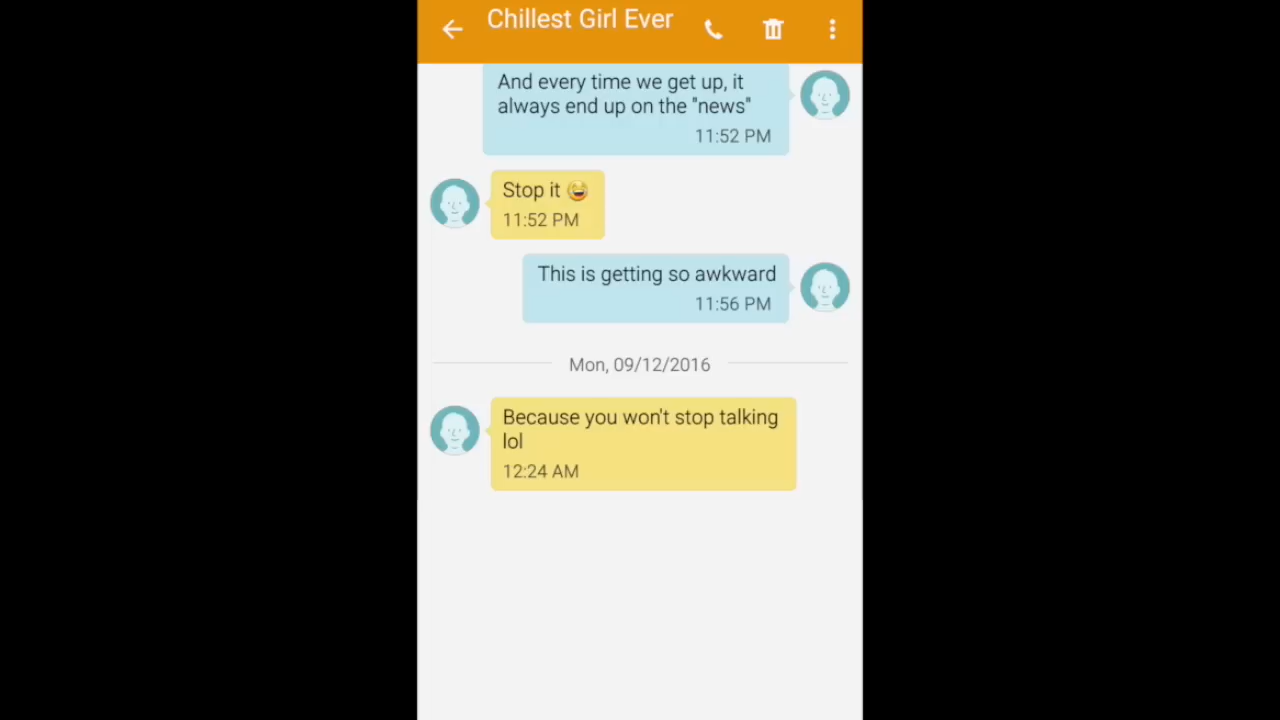 Chillest Girl Ever
And every time we get up, it
always end up on the "news"
11:52 PM
Stop it 😂
11:52 PM
This is getting so awkward
11:56 PM
Mon, 09/12/2016
Because you won't stop talking
lol
12:24 AM